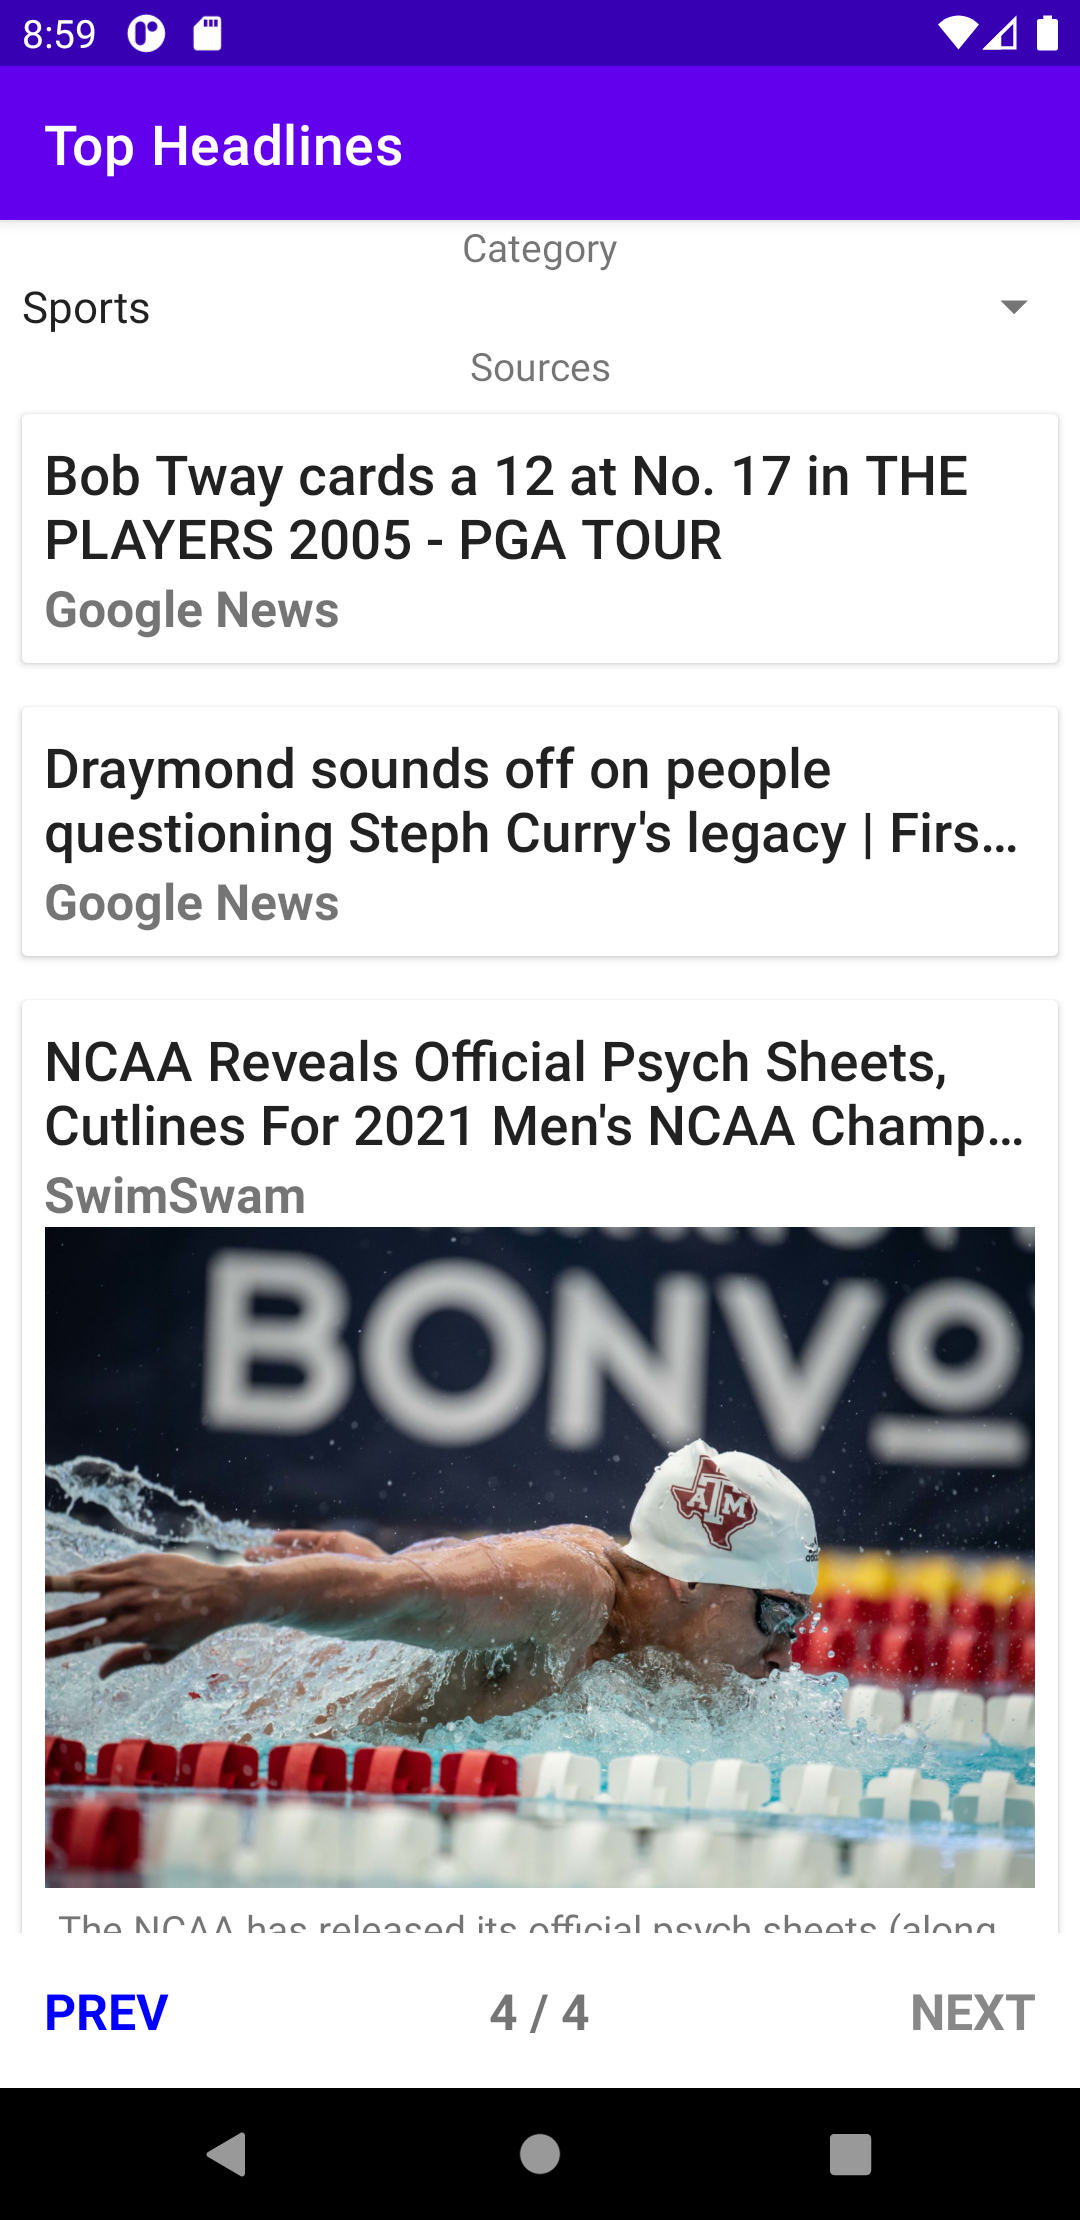 8:59
Top Headlines
Category
Sports
Sources
Bob Tway cards a 12 at No. 17 in THE
PLAYERS 2005 - PGA TOUR
Google News
Draymond sounds off on people
questioning Steph Curry's legacy | Firs…
Google News
NCAA Reveals Official Psych Sheets,
Cutlines For 2021 Men's NCAA Champ…
SwimSwam
BONVO
ATM
The NCAA has released its official psych sheets (along
PREV
4 / 4
NEXT